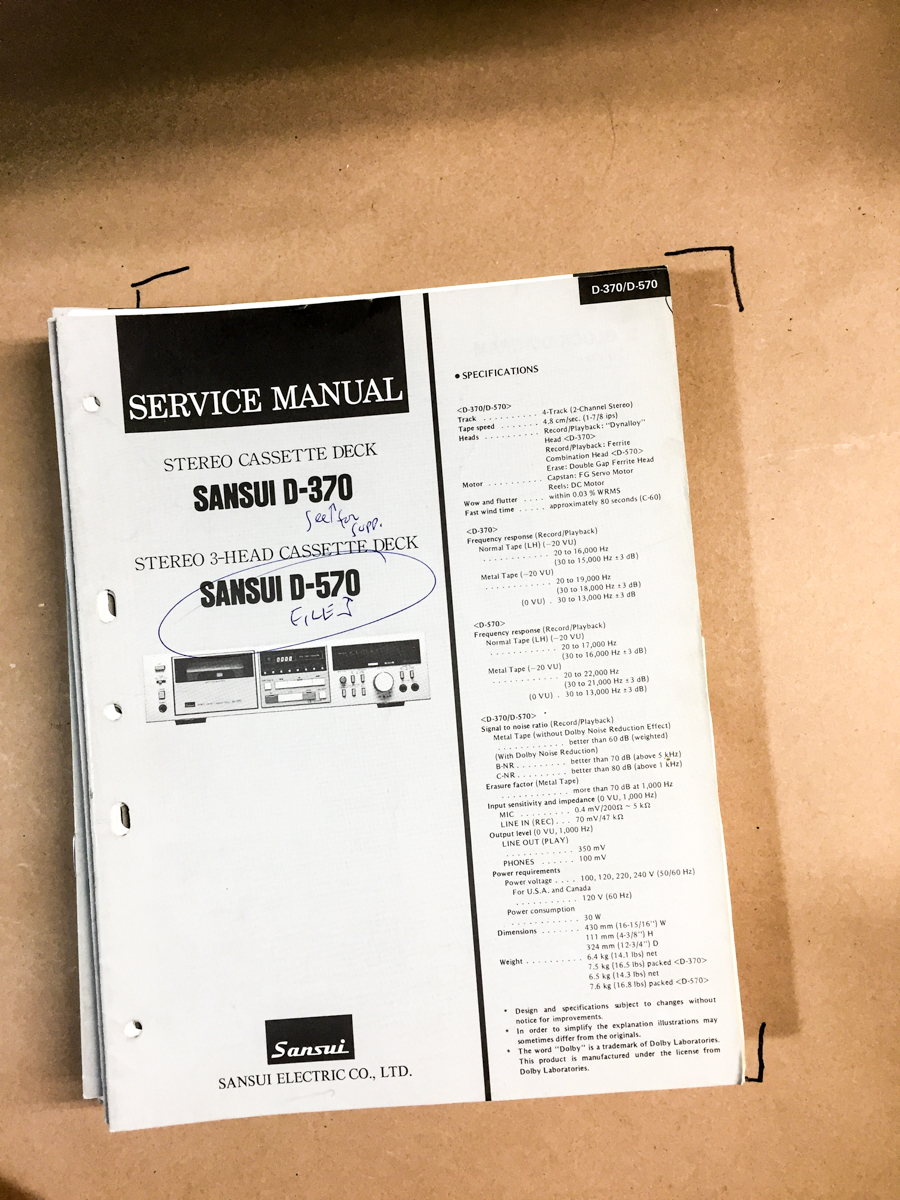 SERVICE MANUAL
STEREO CASSETTE DECK
SANSUI D-370
See↑ for
supp.
STEREO 3-HEAD CASSETTE DECK
SANSUI D-570
FILE↑
Sansui
SANSUI ELECTRIC CO., LTD.
D-370/D-570
• SPECIFICATIONS
<D-370/D-570>
Track . . . . . . . . . . 4-Track (2-Channel Stereo)
Tape speed . . . . . . . 4.8 cm/sec. (1-7/8 ips)
Heads . . . . . . . . . . Record/Playback: "Dynalloy"
Head <D-370>
Record/Playback: Ferrite
Combination Head <D-570>
Erase: Double Gap Ferrite Head
Motor . . . . . . . . . . Capstan: FG Servo Motor
Reels: DC Motor
Wow and flutter . . . . within 0.03 % WRMS
Fast wind time . . . . . approximately 80 seconds (C-60)
<D-370>
Frequency response (Record/Playback)
Normal Tape (LH) (−20 VU)
. . . . . . . . . . . . 20 to 16,000 Hz
(30 to 15,000 Hz ±3 dB)
Metal Tape (−20 VU)
. . . . . . . . . . . . 20 to 19,000 Hz
(30 to 18,000 Hz ±3 dB)
(0 VU) . 30 to 13,000 Hz ±3 dB
<D-570>
Frequency response (Record/Playback)
Normal Tape (LH) (−20 VU)
. . . . . . . . . . . . 20 to 17,000 Hz
(30 to 16,000 Hz ±3 dB)
Metal Tape (−20 VU)
. . . . . . . . . . . . 20 to 22,000 Hz
(30 to 21,000 Hz ±3 dB)
(0 VU) . 30 to 13,000 Hz ±3 dB
<D-370/D-570>
Signal to noise ratio (Record/Playback)
Metal Tape (without Dolby Noise Reduction Effect)
. . . . . . . . . . . . better than 60 dB (weighted)
(With Dolby Noise Reduction)
B-NR . . . . . . . . . better than 70 dB (above 5 kHz)
C-NR . . . . . . . . . better than 80 dB (above 1 kHz)
Erasure factor (Metal Tape)
. . . . . . . . . . . . more than 70 dB at 1,000 Hz
Input sensitivity and impedance (0 VU, 1,000 Hz)
MIC . . . . . . . . . 0.4 mV/200Ω ~ 5 kΩ
LINE IN (REC) . . . 70 mV/47 kΩ
Output level (0 VU, 1,000 Hz)
LINE OUT (PLAY)
. . . . . . . . . . . . 350 mV
PHONES . . . . . . 100 mV
Power requirements
Power voltage . . . . 100, 120, 220, 240 V (50/60 Hz)
For U.S.A. and Canada
. . . . . . . . . . . 120 V (60 Hz)
Power consumption
. . . . . . . . . . . . 30 W
Dimensions . . . . . . . 430 mm (16-15/16") W
111 mm (4-3/8") H
324 mm (12-3/4") D
Weight . . . . . . . . . . 6.4 kg (14.1 lbs) net
7.5 kg (16.5 lbs) packed <D-370>
6.5 kg (14.3 lbs) net
7.6 kg (16.8 lbs) packed <D-570>
* Design and specifications subject to changes without
notice for improvements.
* In order to simplify the explanation illustrations may
sometimes differ from the originals.
* The word "Dolby" is a trademark of Dolby Laboratories.
This product is manufactured under the license from
Dolby Laboratories.